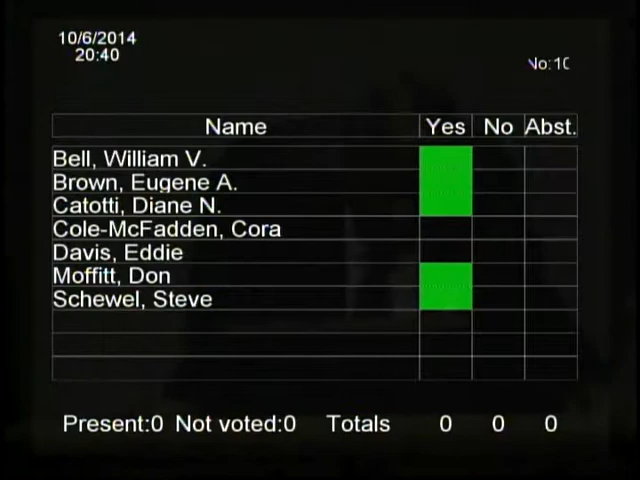 10/6/2014
20:40
No:10
Name Yes No Abst.
Bell, William V.
Brown, Eugene A.
Catotti, Diane N.
Cole-McFadden, Cora
Davis, Eddie
Moffitt, Don
Schewel, Steve
Present:0 Not voted:0 Totals 0 0 0